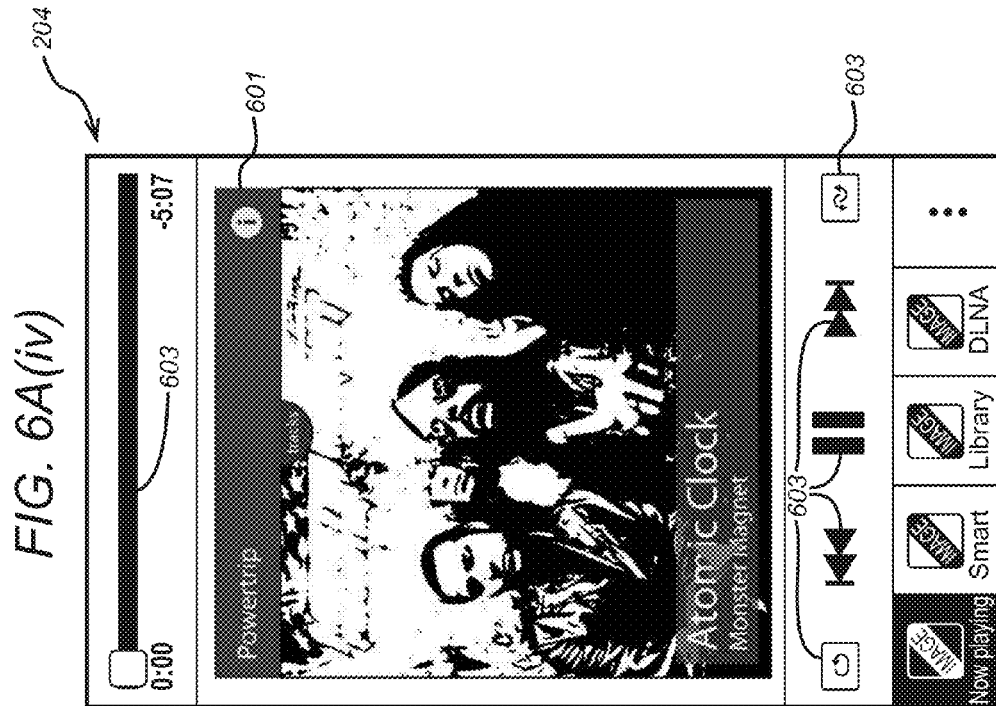 FIG. 6A(iv)
204
603
0:00
-5:07
601
Powertrip
i
Atomic Clock
Monster Magnet
603
603
IMAGE
IMAGE
IMAGE
IMAGE
Now playing
Smart
Library
DLNA